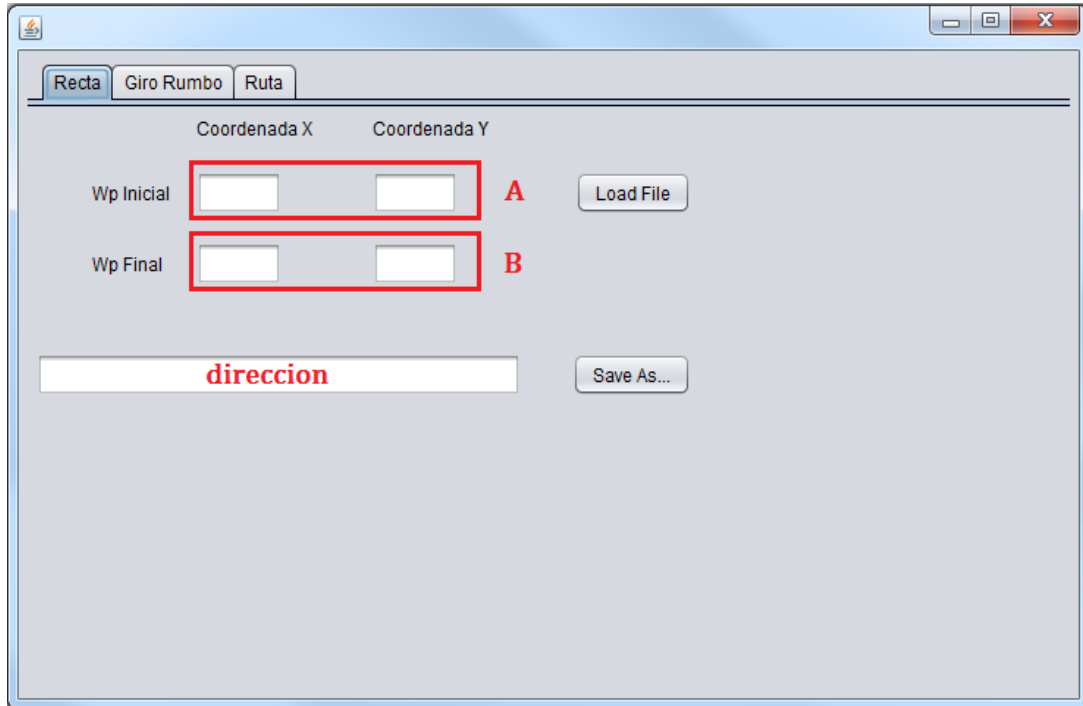 Recta Giro Rumbo Ruta
Coordenada X Coordenada Y
Wp Inicial A Load File
Wp Final B
direccion Save As...